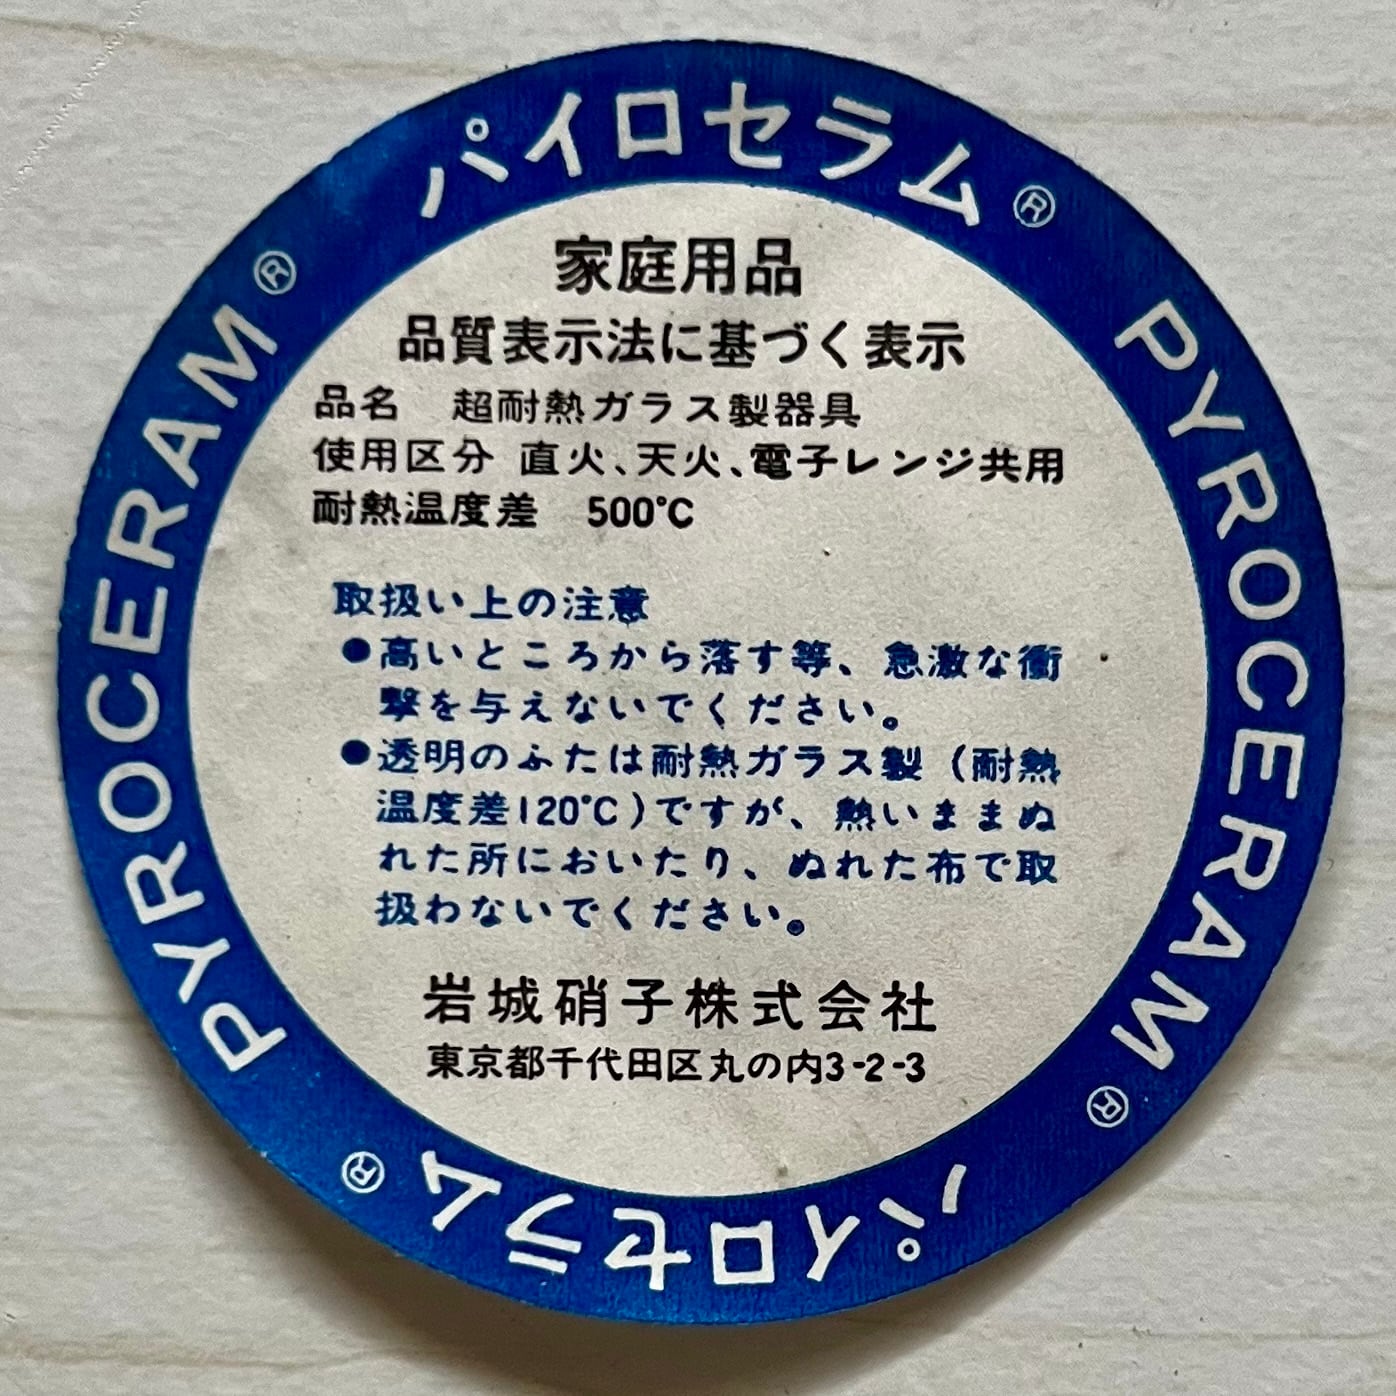 パイロセラム®
PYROCERAM®
家庭用品
品質表示法に基づく表示
品名 超耐熱ガラス製器具
使用区分 直火、天火、電子レンジ共用
耐熱温度差 500℃
取扱い上の注意
●高いところから落す等、急激な衝
撃を与えないでください。
●透明のふたは耐熱ガラス製(耐熱
温度差120℃)ですが、熱いままぬ
れた所においたり、ぬれた布で取
扱わないでください。
岩城硝子株式会社
東京都千代田区丸の内3-2-3
PYROCERAM®
パイロセラム®